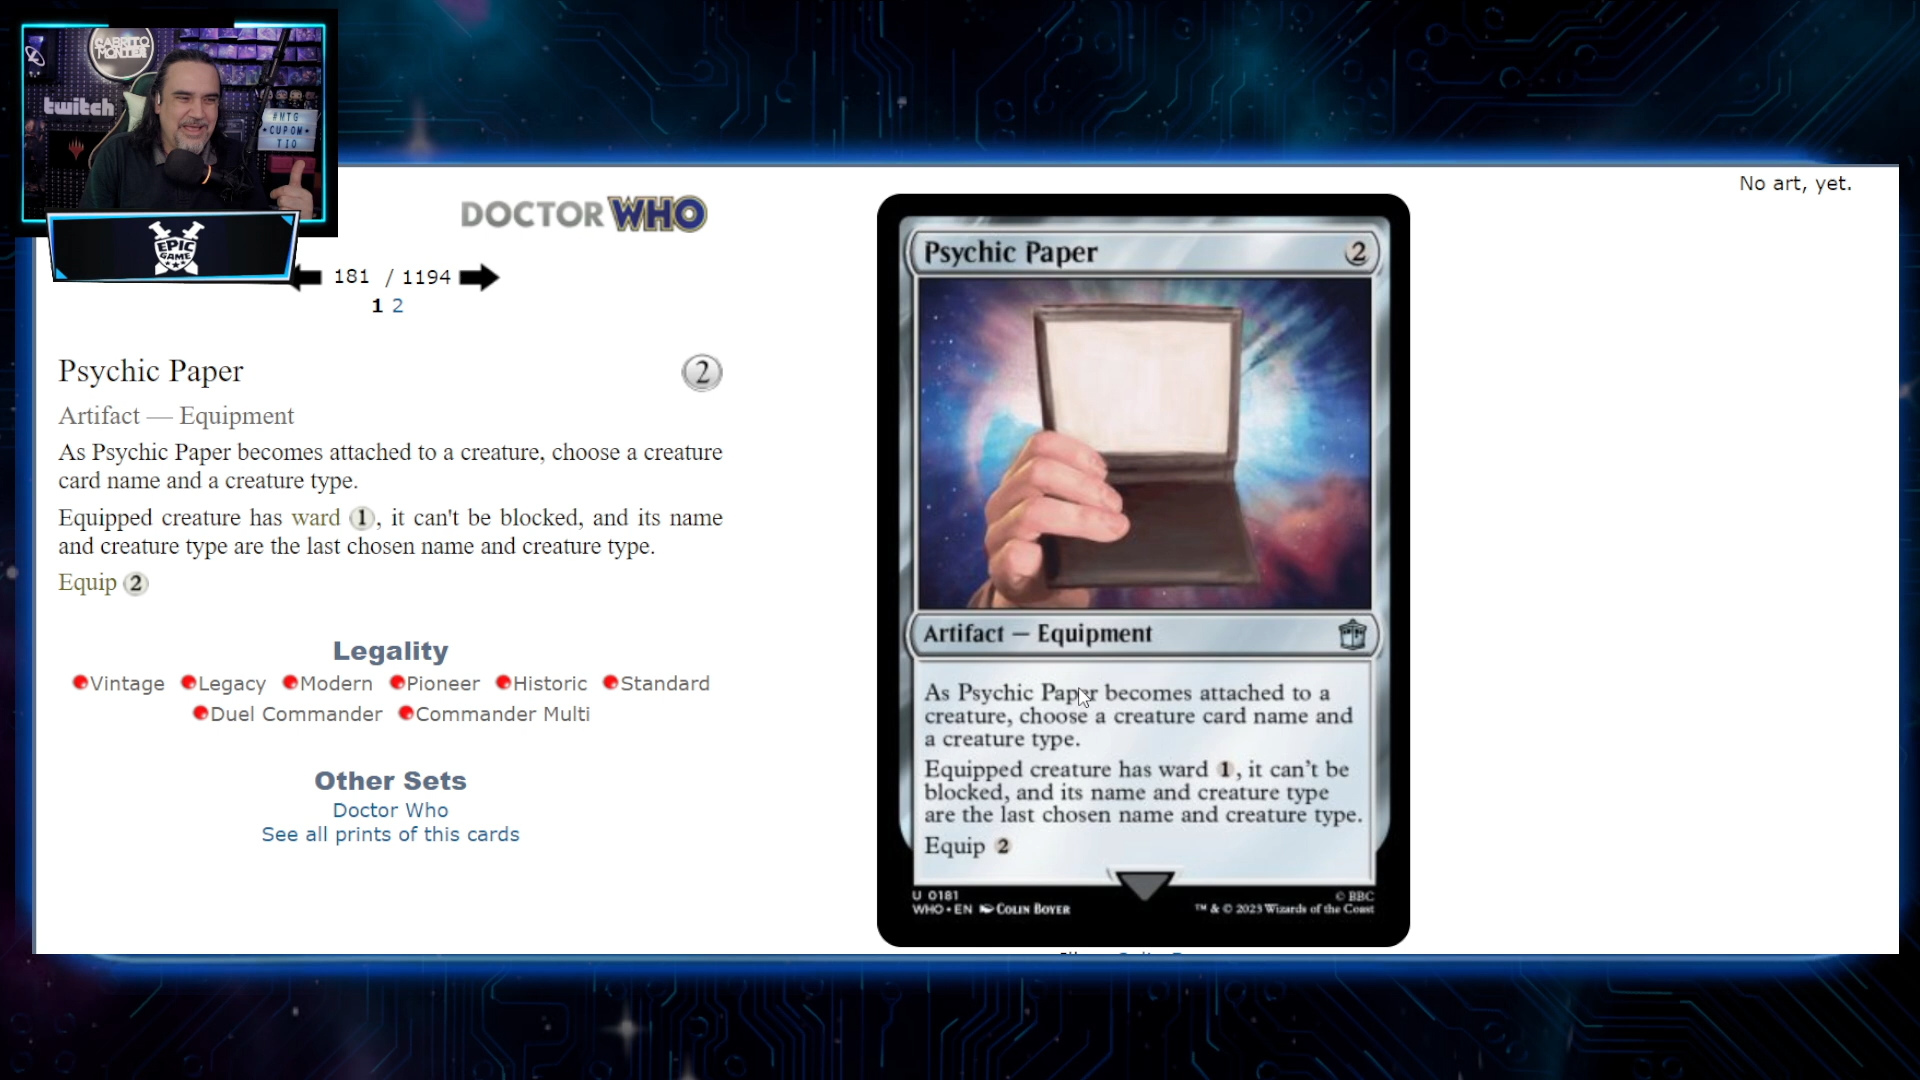 GABRITO
MONTEIRO
twitch
#MTG
•CUPOM•
TIO
EPIC
GAME
No art, yet.
DOCTOR WHO
181 / 1194
1 2
Psychic Paper 2
Artifact — Equipment
As Psychic Paper becomes attached to a creature, choose a creature
card name and a creature type.
Equipped creature has ward 1, it can't be blocked, and its name
and creature type are the last chosen name and creature type.
Equip 2
Legality
Vintage Legacy Modern Pioneer Historic Standard
Duel Commander Commander Multi
Other Sets
Doctor Who
See all prints of this cards
Psychic Paper 2
Artifact — Equipment
As Psychic Paper becomes attached to a
creature, choose a creature card name and
a creature type.
Equipped creature has ward 1, it can't be
blocked, and its name and creature type
are the last chosen name and creature type.
Equip 2
U 0181
WHO • EN Colin Boyer
© BBC
™ & © 2023 Wizards of the Coast